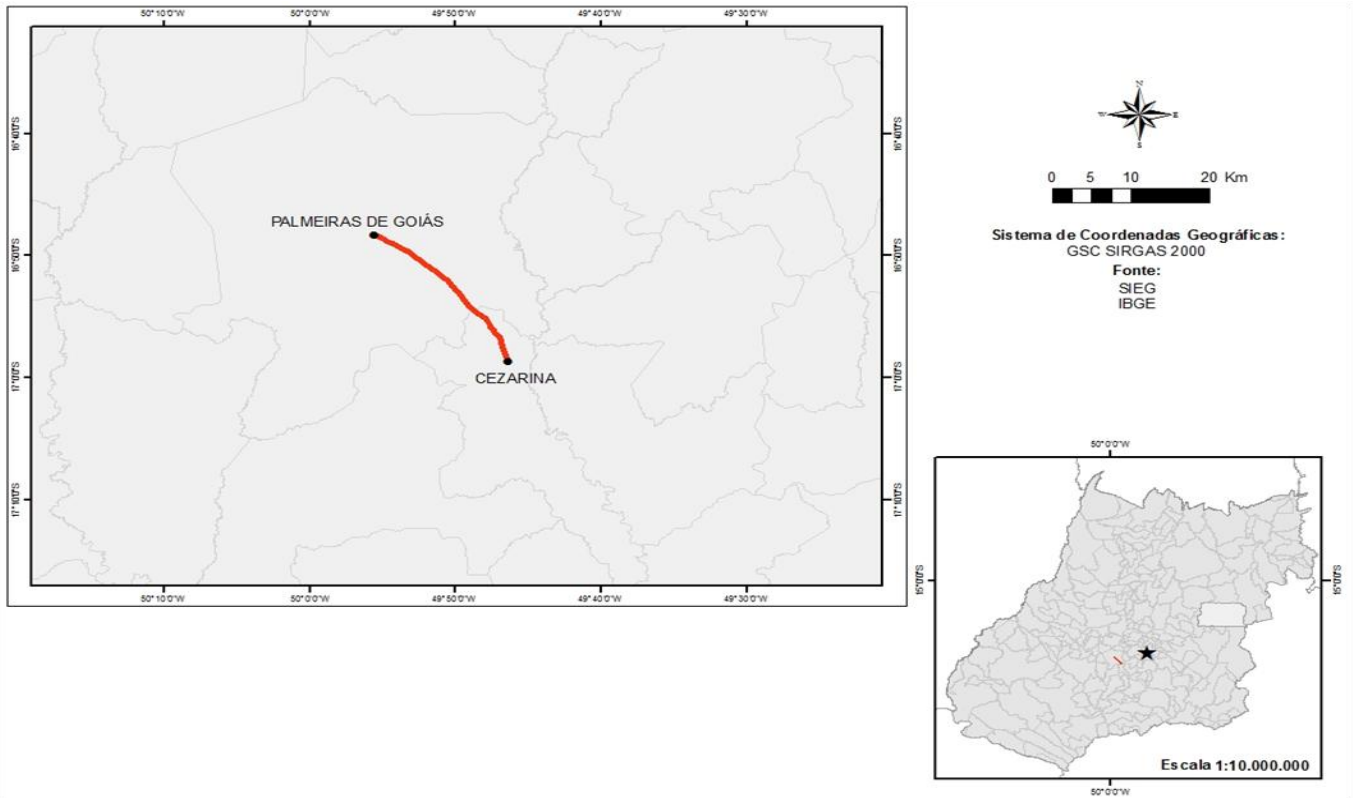 50°10'0"W 50°0'0"W 49°50'0"W 49°40'0"W 49°30'0"W
16°40'0"S 16°40'0"S
PALMEIRAS DE GOIÁS
16°50'0"S 16°50'0"S
CEZARINA
17°0'0"S 17°0'0"S
17°10'0"S 17°10'0"S
50°10'0"W 50°0'0"W 49°50'0"W 49°40'0"W 49°30'0"W
N
W E
S
0 5 10 20 Km
Sistema de Coordenadas Geográficas:
GSC SIRGAS 2000
Fonte:
SIEG
IBGE
50°0'0"W
15°0'0"S 15°0'0"S
Escala 1:10.000.000
50°0'0"W